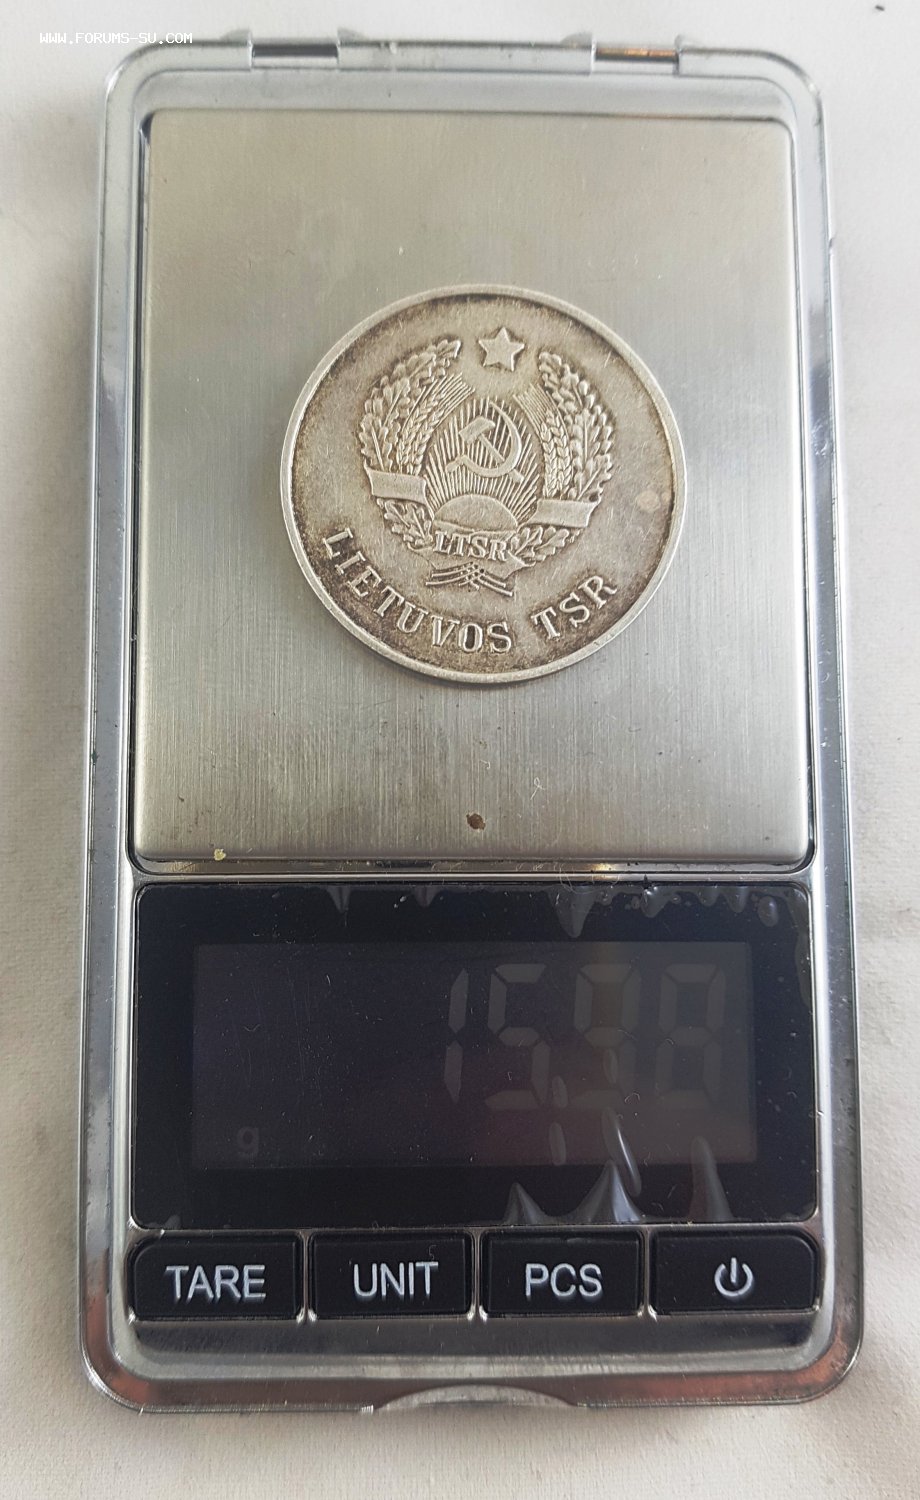 WWW.FORUMS-SU.COM
LTSR
LIETUVOS TSR
15.98
g
TARE UNIT PCS